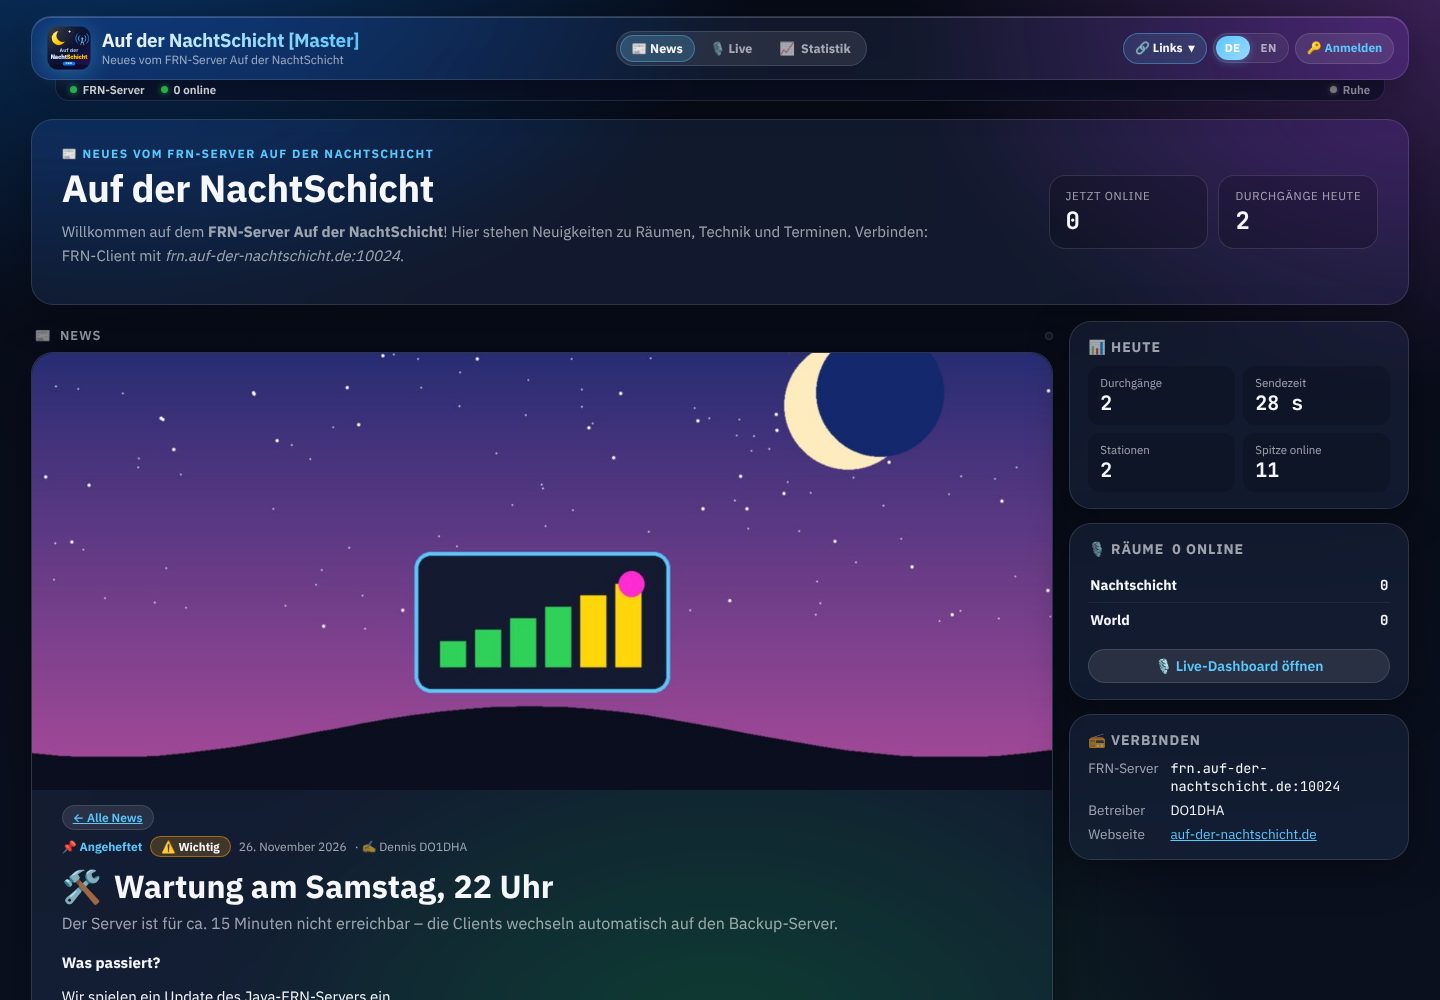 Auf der NachtSchicht [Master]
Neues vom FRN-Server Auf der NachtSchicht
Auf der
NachtSchicht
📰 News
🎙️ Live
📈 Statistik
🔗 Links ▾
DE
EN
🔑 Anmelden
FRN-Server
0 online
Ruhe
📰 NEUES VOM FRN-SERVER AUF DER NACHTSCHICHT
Auf der NachtSchicht
Willkommen auf dem FRN-Server Auf der NachtSchicht! Hier stehen Neuigkeiten zu Räumen, Technik und Terminen. Verbinden:
FRN-Client mit frn.auf-der-nachtschicht.de:10024.
JETZT ONLINE
0
DURCHGÄNGE HEUTE
2
📰 NEWS
← Alle News
📌 Angeheftet ⚠️ Wichtig 26. November 2026 · ✍️ Dennis DO1DHA
🛠️ Wartung am Samstag, 22 Uhr
Der Server ist für ca. 15 Minuten nicht erreichbar – die Clients wechseln automatisch auf den Backup-Server.
Was passiert?
Wir spielen ein Update des Java-FRN-Servers ein.
📊 HEUTE
Durchgänge
2
Sendezeit
28 s
Stationen
2
Spitze online
11
🎙️ RÄUME 0 ONLINE
Nachtschicht 0
World 0
🎙️ Live-Dashboard öffnen
📻 VERBINDEN
FRN-Server frn.auf-der-
nachtschicht.de:10024
Betreiber DO1DHA
Webseite auf-der-nachtschicht.de